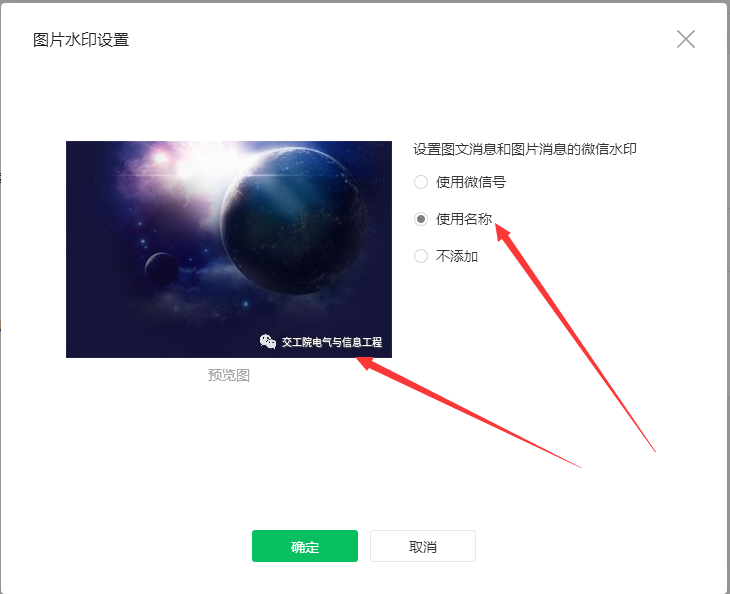 图片水印设置
设置图文消息和图片消息的微信水印
使用微信号
使用名称
不添加
交工院电气与信息工程
预览图
确定
取消